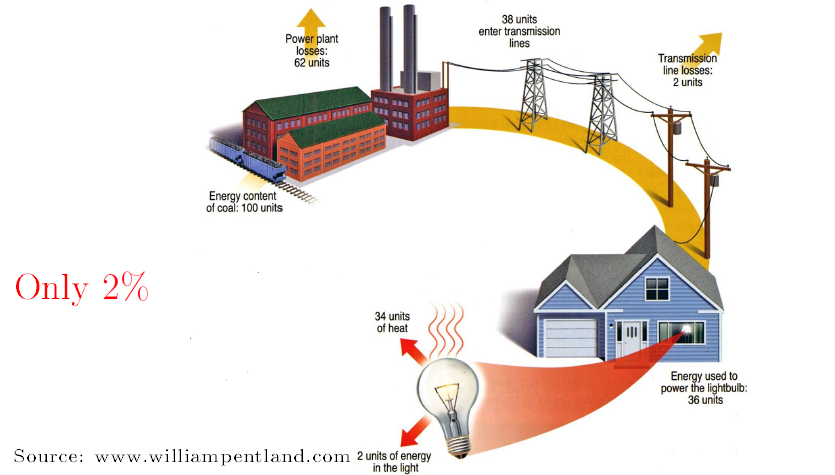 Power plant
losses:
62 units
38 units
enter transmission
lines
Transmission
line losses:
2 units
Energy content
of coal: 100 units
Only 2%
34 units
of heat
Energy used to
power the lightbulb:
36 units
2 units of energy
in the light
Source: www.williampentland.com